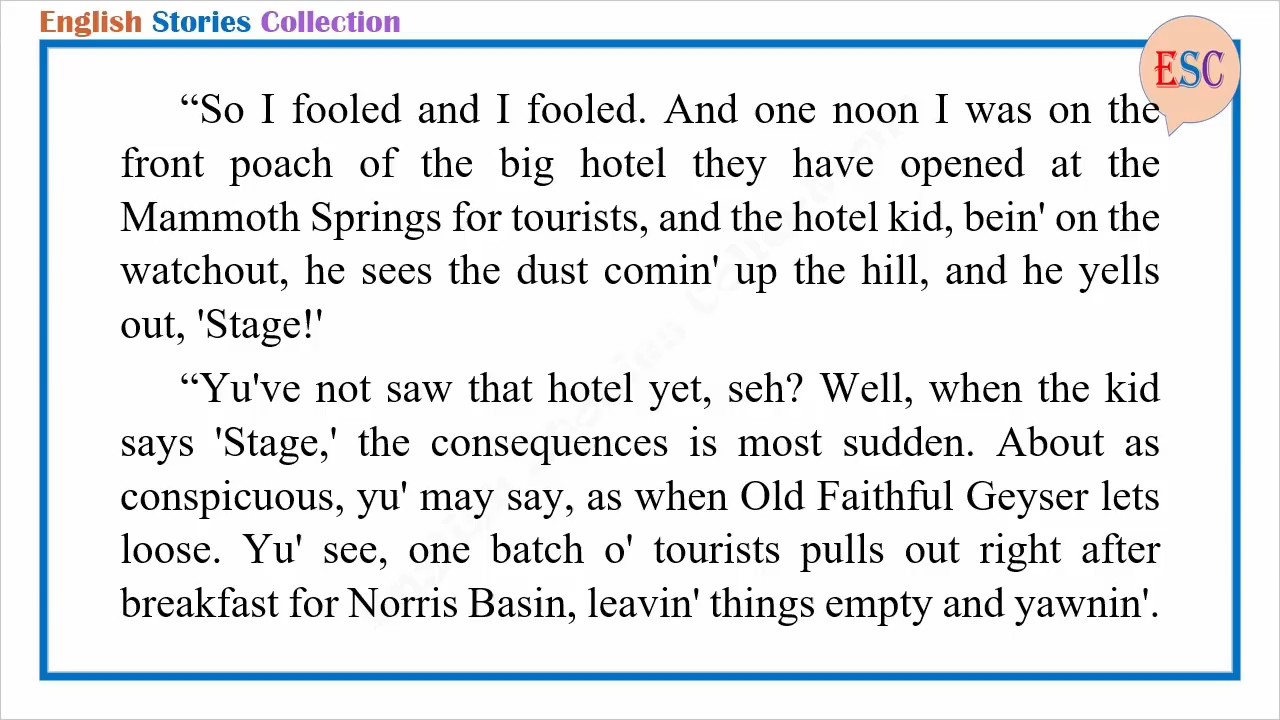 English Stories Collection
ESC
“So I fooled and I fooled. And one noon I was on the
front poach of the big hotel they have opened at the
Mammoth Springs for tourists, and the hotel kid, bein' on the
watchout, he sees the dust comin' up the hill, and he yells
out, 'Stage!'
“Yu've not saw that hotel yet, seh? Well, when the kid
says 'Stage,' the consequences is most sudden. About as
conspicuous, yu' may say, as when Old Faithful Geyser lets
loose. Yu' see, one batch o' tourists pulls out right after
breakfast for Norris Basin, leavin' things empty and yawnin'.